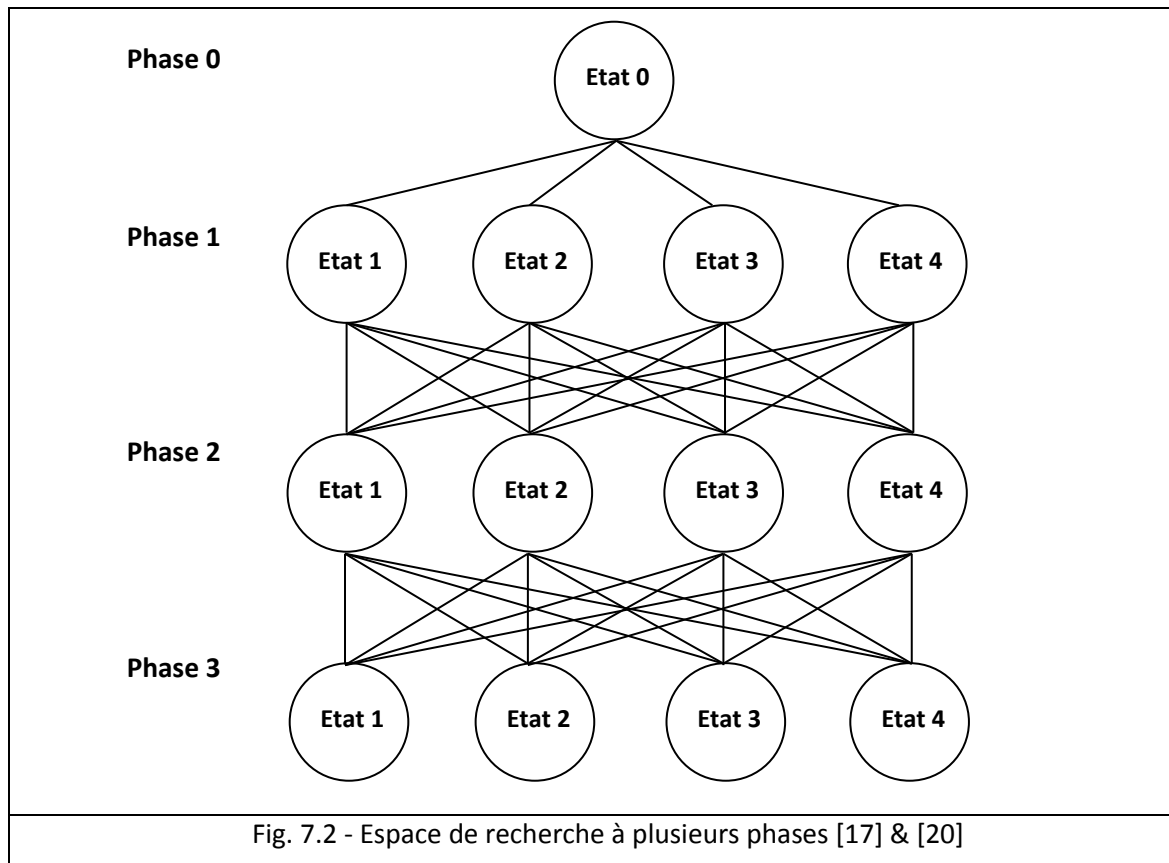 Phase 0
Etat 0
Phase 1
Etat 1 Etat 2 Etat 3 Etat 4
Phase 2
Etat 1 Etat 2 Etat 3 Etat 4
Phase 3
Etat 1 Etat 2 Etat 3 Etat 4
Fig. 7.2 - Espace de recherche à plusieurs phases [17] & [20]